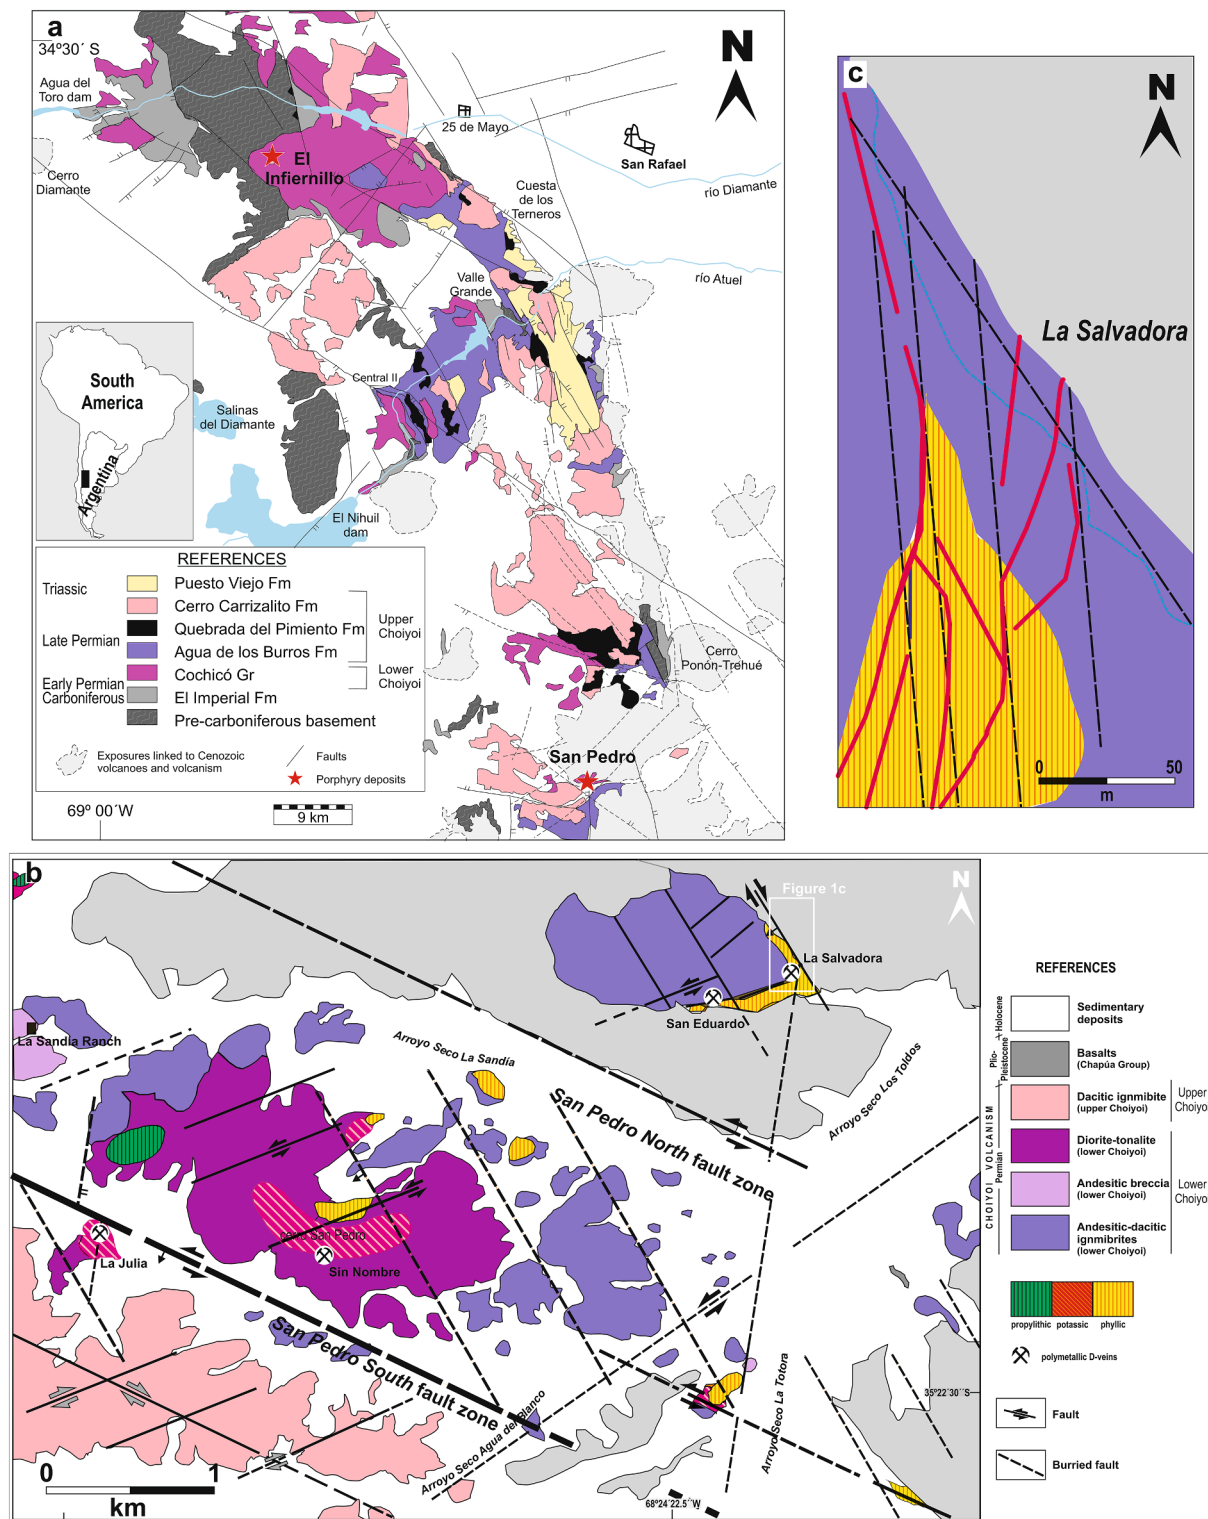 a
34º30´ S
N
Agua del
Toro dam
25 de Mayo
San Rafael
El
Infiernillo
Cerro
Diamante
Cuesta
de los
Terneros
río Diamante
Valle
Grande
río Atuel
South
America
Argentina
Central II
Salinas
del Diamante
El Nihuil
dam
REFERENCES
Triassic
Puesto Viejo Fm
Cerro Carrizalito Fm
Late Permian
Quebrada del Pimiento Fm
Agua de los Burros Fm
Upper
Choiyoi
Early Permian
Cochicó Gr
Lower
Choiyoi
Carboniferous
El Imperial Fm
Pre-carboniferous basement
Exposures linked to Cenozoic
volcanoes and volcanism
Faults
Porphyry deposits
Cerro
Ponón-Trehué
San Pedro
69º 00´W
9 km
c
N
La Salvadora
0
50
m
b
N
Figure 1c
La Salvadora
San Eduardo
La Sandia Ranch
Arroyo Seco La Sandía
Arroyo Seco Los Toldos
San Pedro North fault zone
cerro San Pedro
La Julia
Sin Nombre
San Pedro South fault zone
Arroyo Seco Agua del Blanco
Arroyo Seco La Totora
35º22´30´´S
0
1
km
68º24´22.5´´W
REFERENCES
Holocene
Sedimentary
deposits
Plio-
Pleistocene
Basalts
(Chapúa Group)
CHOIYOI VOLCANISM
Permian
Dacitic ignmibite
(upper Choiyoi)
Upper
Choiyoi
Diorite-tonalite
(lower Choiyoi)
Andesitic breccia
(lower Choiyoi)
Lower
Choiyoi
Andesitic-dacitic
ignmibrites
(lower Choiyoi)
propylithic
potassic
phyllic
polymetallic D-veins
Fault
Burried fault